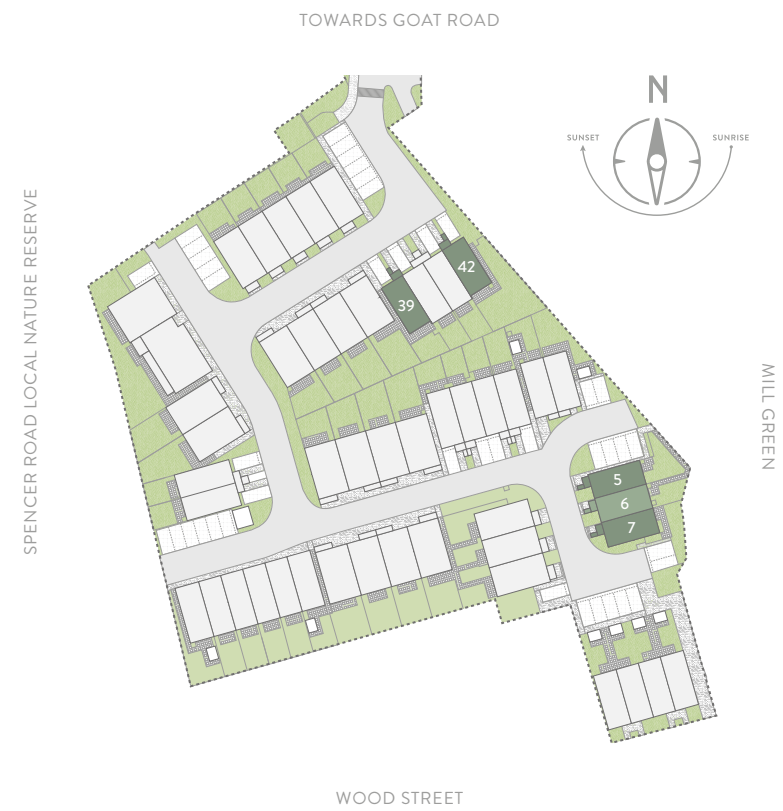 TOWARDS GOAT ROAD
N
SUNSET
SUNRISE
SPENCER ROAD LOCAL NATURE RESERVE
42
39
MILL GREEN
5
6
7
WOOD STREET